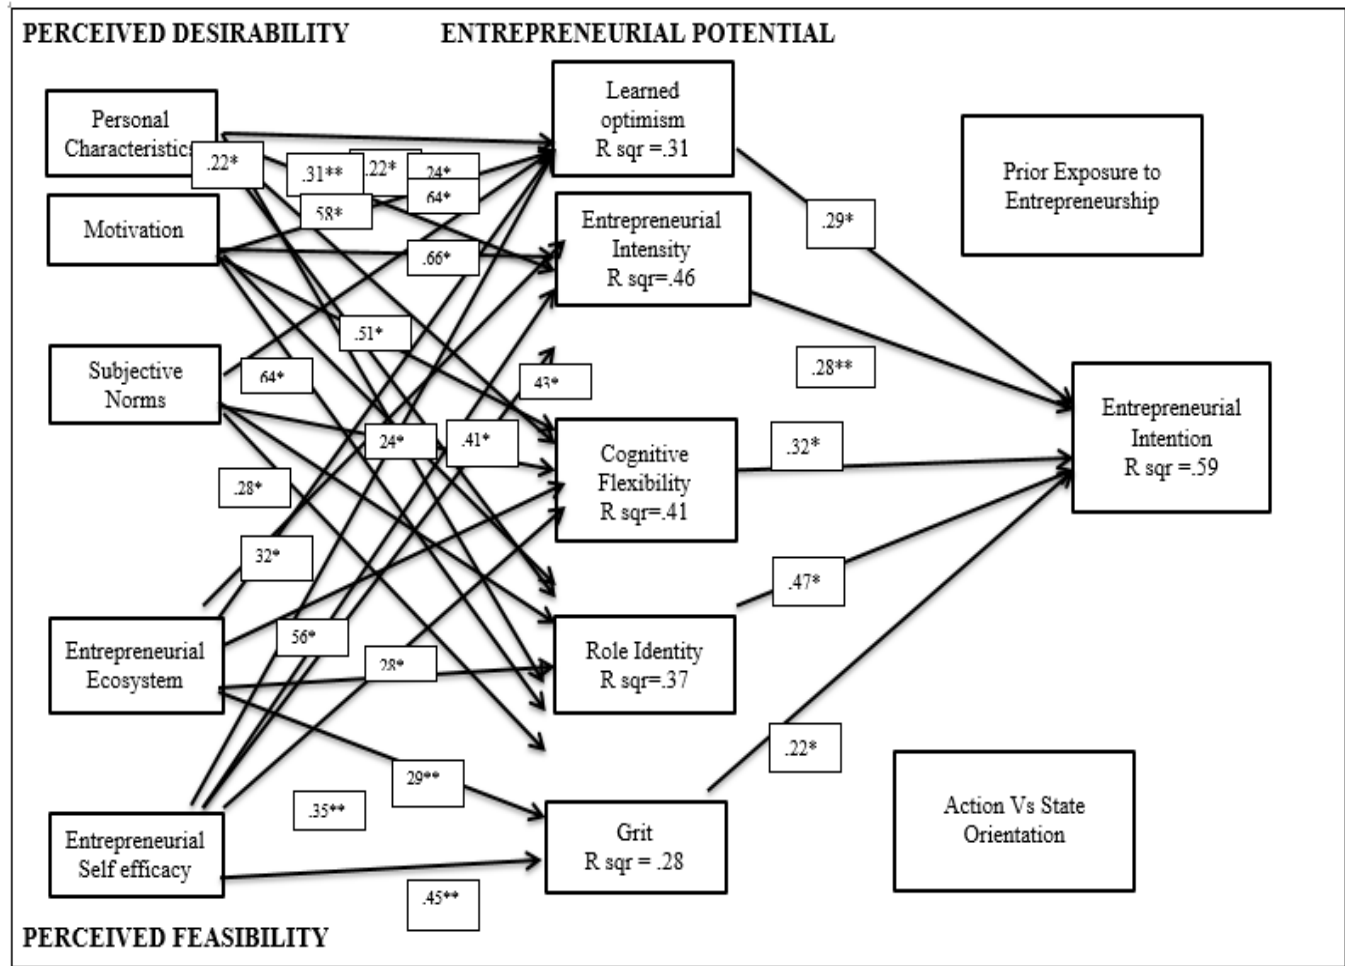 PERCEIVED DESIRABILITY
ENTREPRENEURIAL POTENTIAL
Personal
Characteristics
Motivation
Subjective
Norms
Entrepreneurial
Ecosystem
Entrepreneurial
Self efficacy
PERCEIVED FEASIBILITY
.22*
.31**
.22*
24*
.64*
58*
.66*
.51*
64*
43*
24*
.41*
.28*
32*
56*
28*
29**
.35**
.45**
Learned
optimism
R sqr =.31
Entrepreneurial
Intensity
R sqr=.46
Cognitive
Flexibility
R sqr=.41
Role Identity
R sqr=.37
Grit
R sqr = .28
.29*
.28**
.32*
.47*
.22*
Prior Exposure to
Entrepreneurship
Entrepreneurial
Intention
R sqr =.59
Action Vs State
Orientation